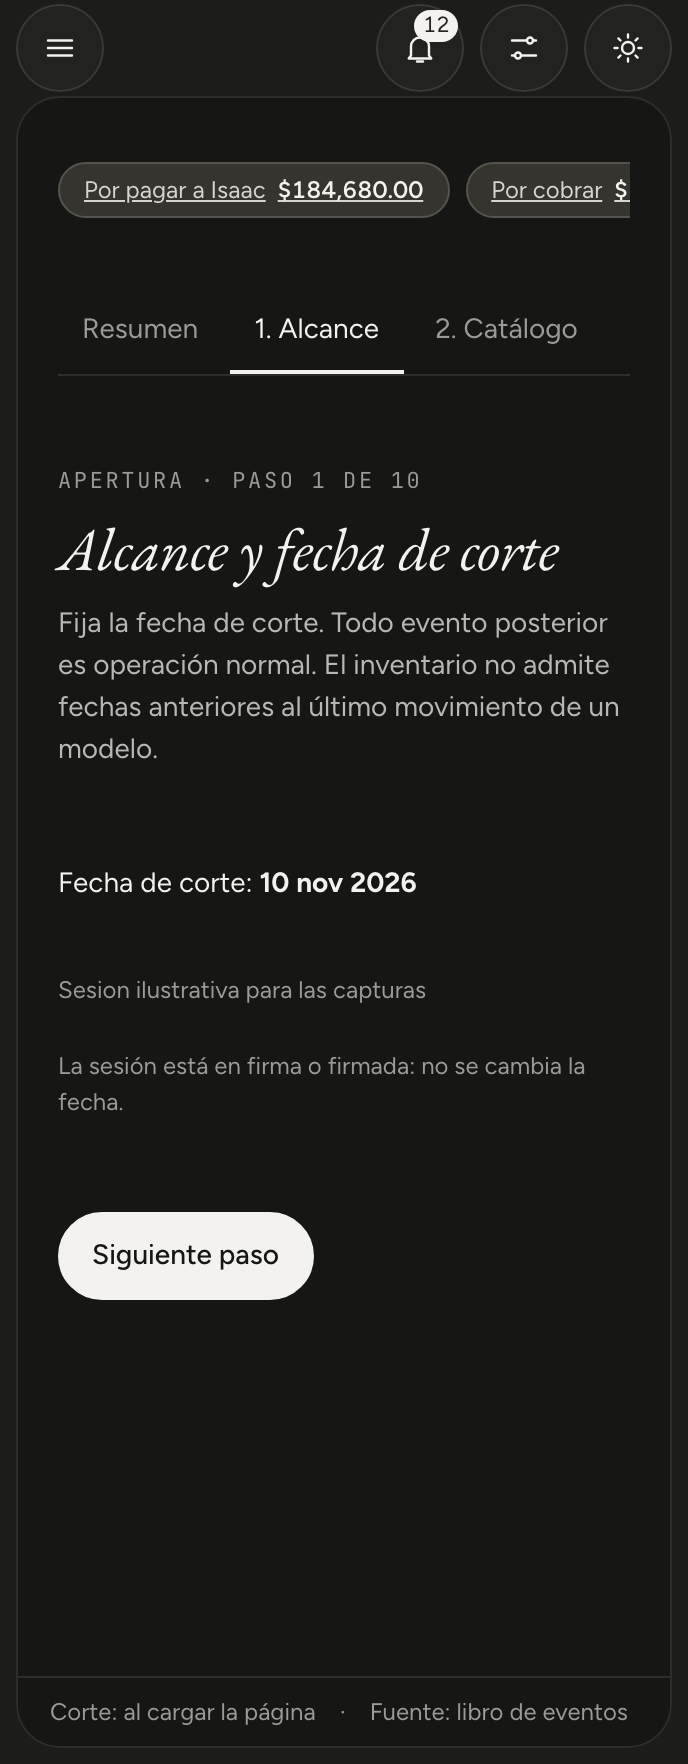 12
Por pagar a Isaac $184,680.00 Por cobrar $
Resumen 1. Alcance 2. Catálogo
APERTURA · PASO 1 DE 10
Alcance y fecha de corte
Fija la fecha de corte. Todo evento posterior
es operación normal. El inventario no admite
fechas anteriores al último movimiento de un
modelo.
Fecha de corte: 10 nov 2026
Sesion ilustrativa para las capturas
La sesión está en firma o firmada: no se cambia la
fecha.
Siguiente paso
Corte: al cargar la página · Fuente: libro de eventos